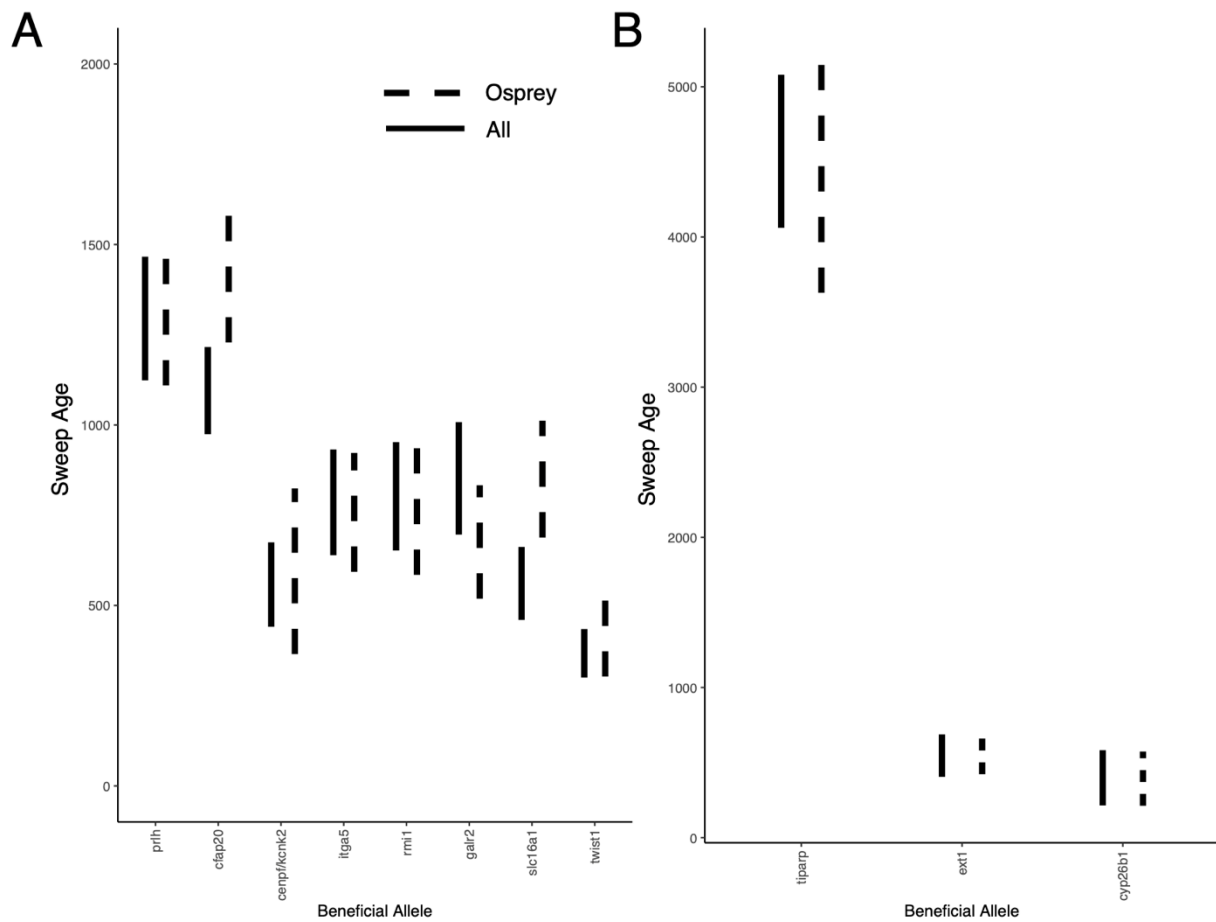 A
2000
1500
1000
500
0
Sweep Age
Osprey
All
prlh
cfap20
cenpf/kcnk2
itga5
rmi1
galr2
slc16a1
twist1
Beneficial Allele
B
5000
4000
3000
2000
1000
0
Sweep Age
tiparp
ext1
cyp26b1
Beneficial Allele